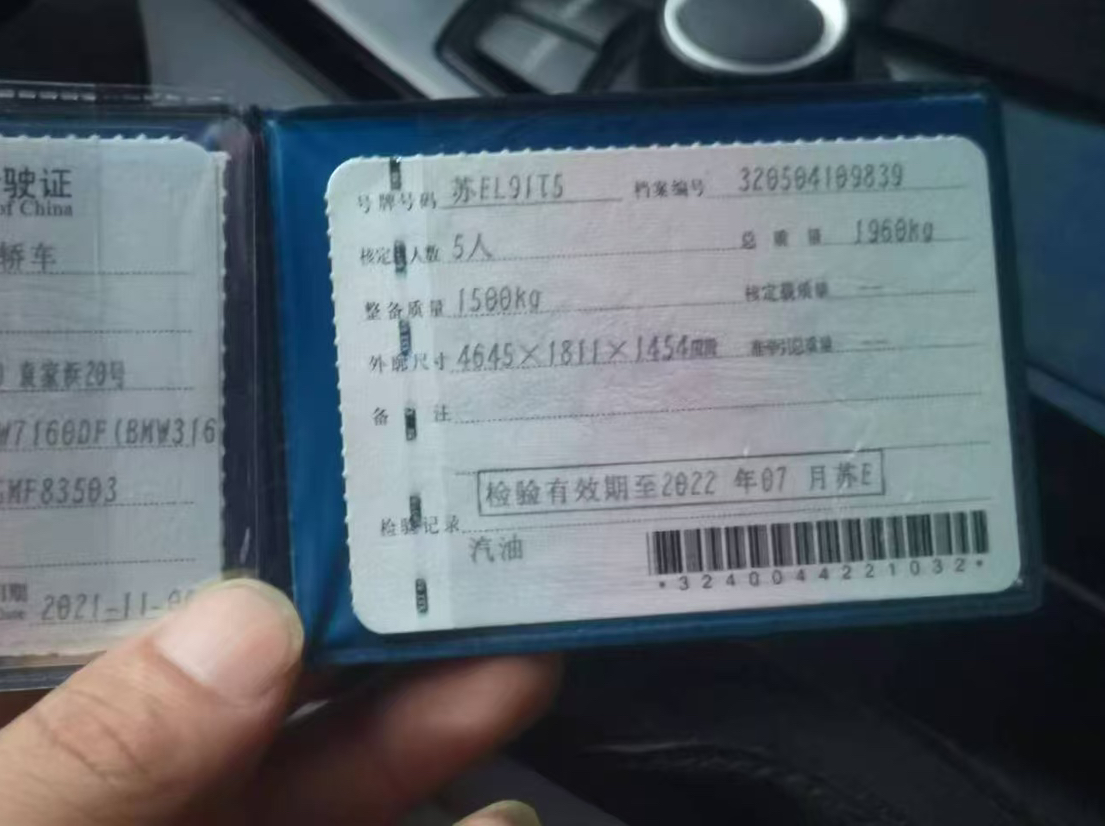 驶证
of China
轿车
袁家浜20号
W7160DF(BMW316
MF83503
2021-11-0
号牌号码 苏EL91T5 档案编号 320504109839
核定 人数 5人 总质量 1960kg
整备质量 1500kg 核定载质量 --
外廓尺寸 4645×1811×1454 准牵引总质量 --
备注
检验有效期至2022 年07 月苏E
检验记录
汽油
*3240044221032*